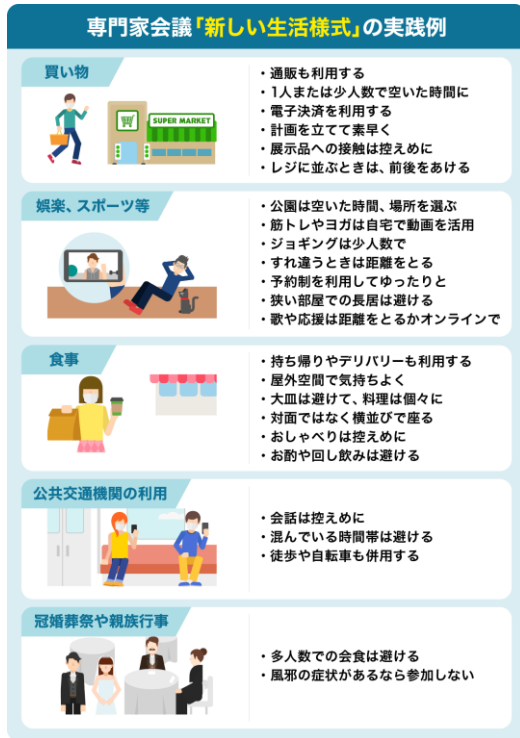 専門家会議「新しい生活様式」の実践例
買い物
SUPER MARKET
・通販も利用する
・1人または少人数で空いた時間に
・電子決済を利用する
・計画を立てて素早く
・展示品への接触は控えめに
・レジに並ぶときは、前後をあける
娯楽、スポーツ等
・公園は空いた時間、場所を選ぶ
・筋トレやヨガは自宅で動画を活用
・ジョギングは少人数で
・すれ違うときは距離をとる
・予約制を利用してゆったりと
・狭い部屋での長居は避ける
・歌や応援は距離をとるかオンラインで
食事
・持ち帰りやデリバリーも利用する
・屋外空間で気持ちよく
・大皿は避けて、料理は個々に
・対面ではなく横並びで座る
・おしゃべりは控えめに
・お酌や回し飲みは避ける
公共交通機関の利用
・会話は控えめに
・混んでいる時間帯は避ける
・徒歩や自転車も併用する
冠婚葬祭や親族行事
・多人数での会食は避ける
・風邪の症状があるなら参加しない